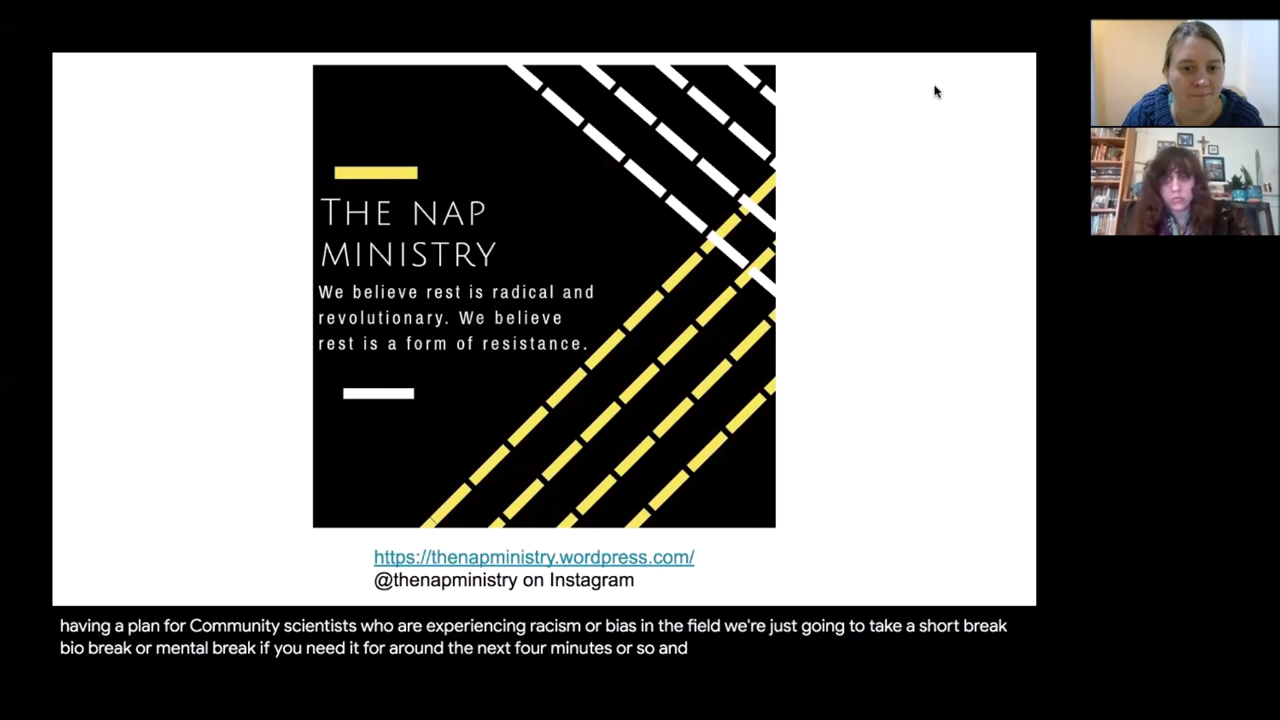 THE NAP
MINISTRY
We believe rest is radical and
revolutionary. We believe
rest is a form of resistance.
https://thenapministry.wordpress.com/
@thenapministry on Instagram
having a plan for Community scientists who are experiencing racism or bias in the field we're just going to take a short break
bio break or mental break if you need it for around the next four minutes or so and